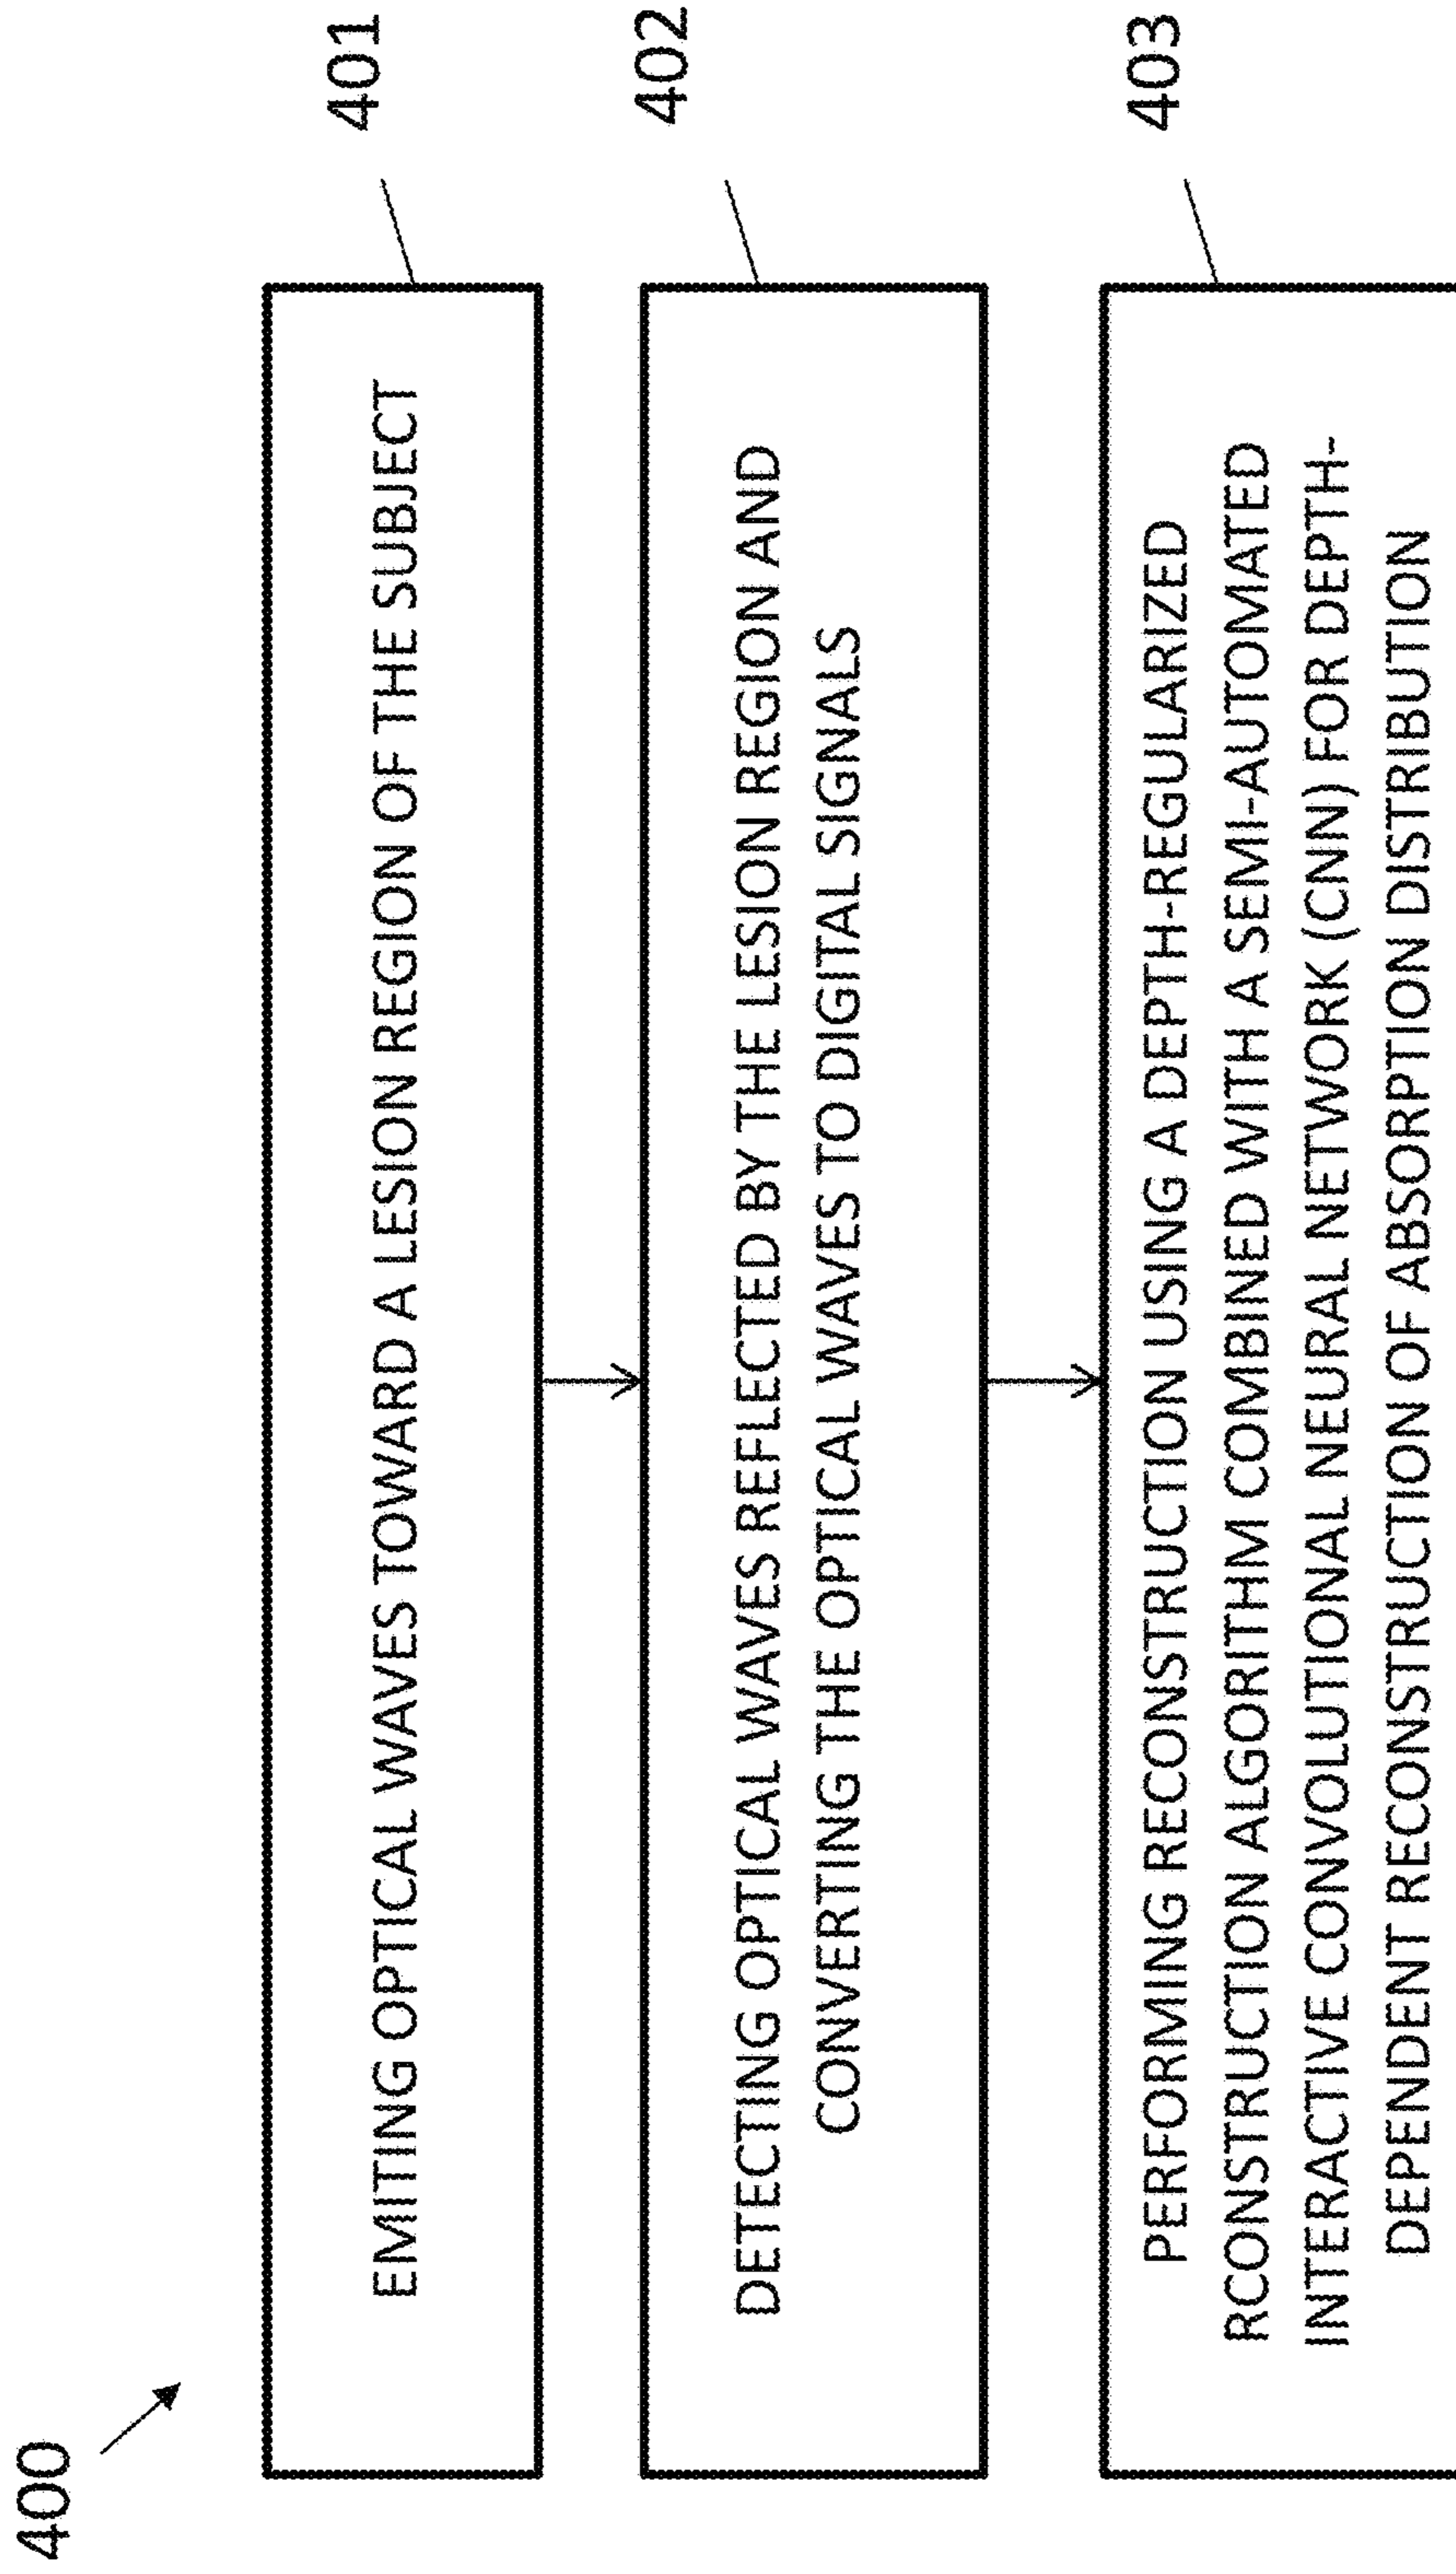 400
401
EMITING OPTICAL WAVES TOWARD A LESION REGION OF THE SUBJECT
402
DETECTING OPTICAL WAVES REFLECTED BY THE LESION REGION AND
CONVERTING THE OPTICAL WAVES TO DIGITAL SIGNALS
403
PERFORMING RECONSTRUCTION USING A DEPTH-REGULARIZED
RCONSTRUCTION ALGORITHM COMBINED WITH A SEMI-AUTOMATED
INTERACTIVE CONVOLUTIONAL NEURAL NETWORK (CNN) FOR DEPTH-
DEPENDENT RECONSTRUCTION OF ABSORPTION DISTRIBUTION